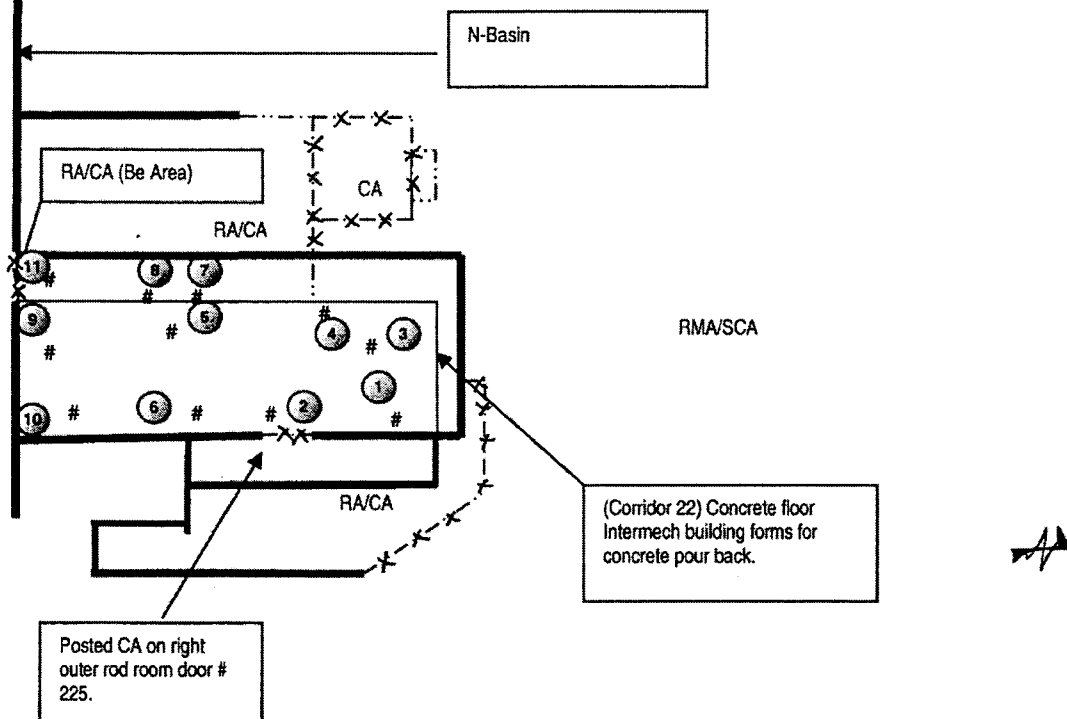 N-Basin
RA/CA (Be Area)
CA
RA/CA
11
8
7
#
#
#
9
5
#
4
3
RMA/SCA
#
#
#
1
10
#
6
#
#
2
#
RA/CA
(Corridor 22) Concrete floor
Intermech building forms for
concrete pour back.
Posted CA on right
outer rod room door #
225.